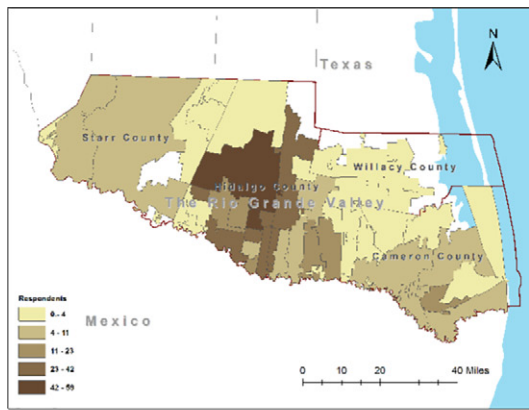 N
Texas
Starr County
Willacy County
Hidalgo County
The Rio Grande Valley
Cameron County
Respondents
0 - 4
4 - 11
11 - 23
23 - 42
42 - 59
Mexico
0 10 20 40 Miles